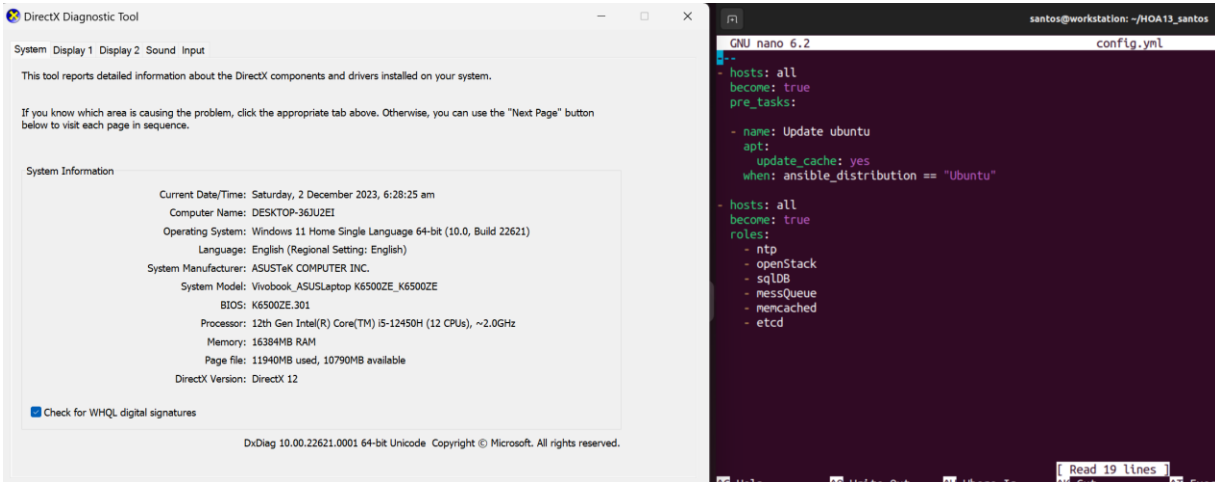 DirectX Diagnostic Tool
System Display 1 Display 2 Sound Input
This tool reports detailed information about the DirectX components and drivers installed on your system.
If you know which area is causing the problem, click the appropriate tab above. Otherwise, you can use the "Next Page" button
below to visit each page in sequence.
System Information
Current Date/Time: Saturday, 2 December 2023, 6:28:25 am
Computer Name: DESKTOP-36JU2EI
Operating System: Windows 11 Home Single Language 64-bit (10.0, Build 22621)
Language: English (Regional Setting: English)
System Manufacturer: ASUSTeK COMPUTER INC.
System Model: Vivobook_ASUSLaptop K6500ZE_K6500ZE
BIOS: K6500ZE.301
Processor: 12th Gen Intel(R) Core(TM) i5-12450H (12 CPUs), ~2.0GHz
Memory: 16384MB RAM
Page file: 11940MB used, 10790MB available
DirectX Version: DirectX 12
Check for WHQL digital signatures
DxDiag 10.00.22621.0001 64-bit Unicode Copyright © Microsoft. All rights reserved.
santos@workstation: ~/HOA13_santos
GNU nano 6.2 config.yml
---
- hosts: all
become: true
pre_tasks:
- name: Update ubuntu
apt:
update_cache: yes
when: ansible_distribution == "Ubuntu"
- hosts: all
become: true
roles:
- ntp
- openStack
- sqlDB
- messQueue
- memcached
- etcd
[ Read 19 lines ]